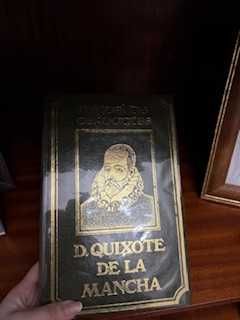 MIGUEL DE
CERVANTES
D. QUIXOTE
DE LA
MANCHA